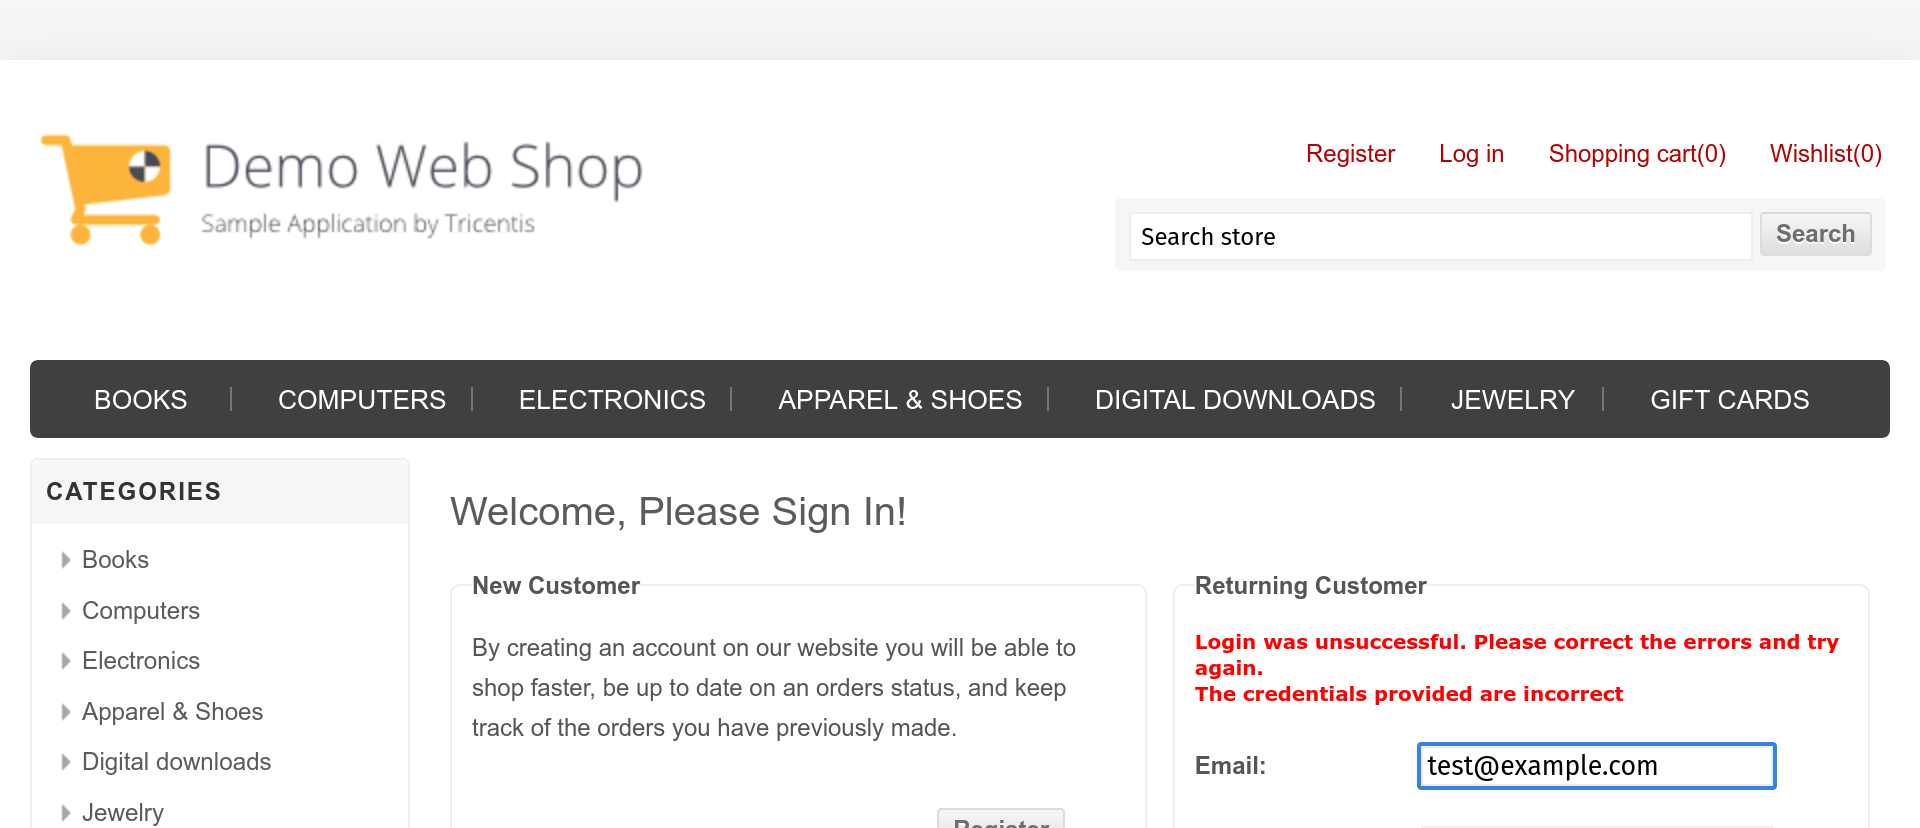 Demo Web Shop
Sample Application by Tricentis
Register Log in Shopping cart(0) Wishlist(0)
Search store Search
BOOKS COMPUTERS ELECTRONICS APPAREL & SHOES DIGITAL DOWNLOADS JEWELRY GIFT CARDS
CATEGORIES
Books
Computers
Electronics
Apparel & Shoes
Digital downloads
Jewelry
Welcome, Please Sign In!
New Customer
By creating an account on our website you will be able to
shop faster, be up to date on an orders status, and keep
track of the orders you have previously made.
Register
Returning Customer
Login was unsuccessful. Please correct the errors and try
again.
The credentials provided are incorrect
Email: test@example.com